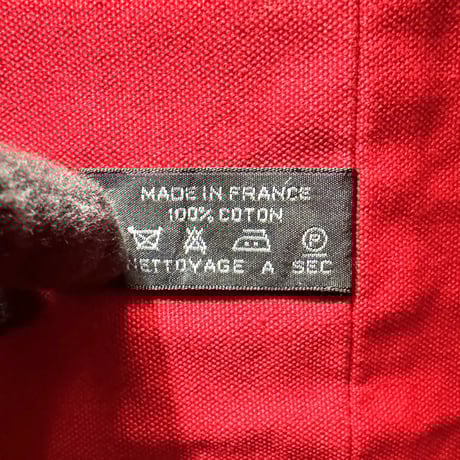 MADE IN FRANCE
100% COTON
P
NETTOYAGE A SEC